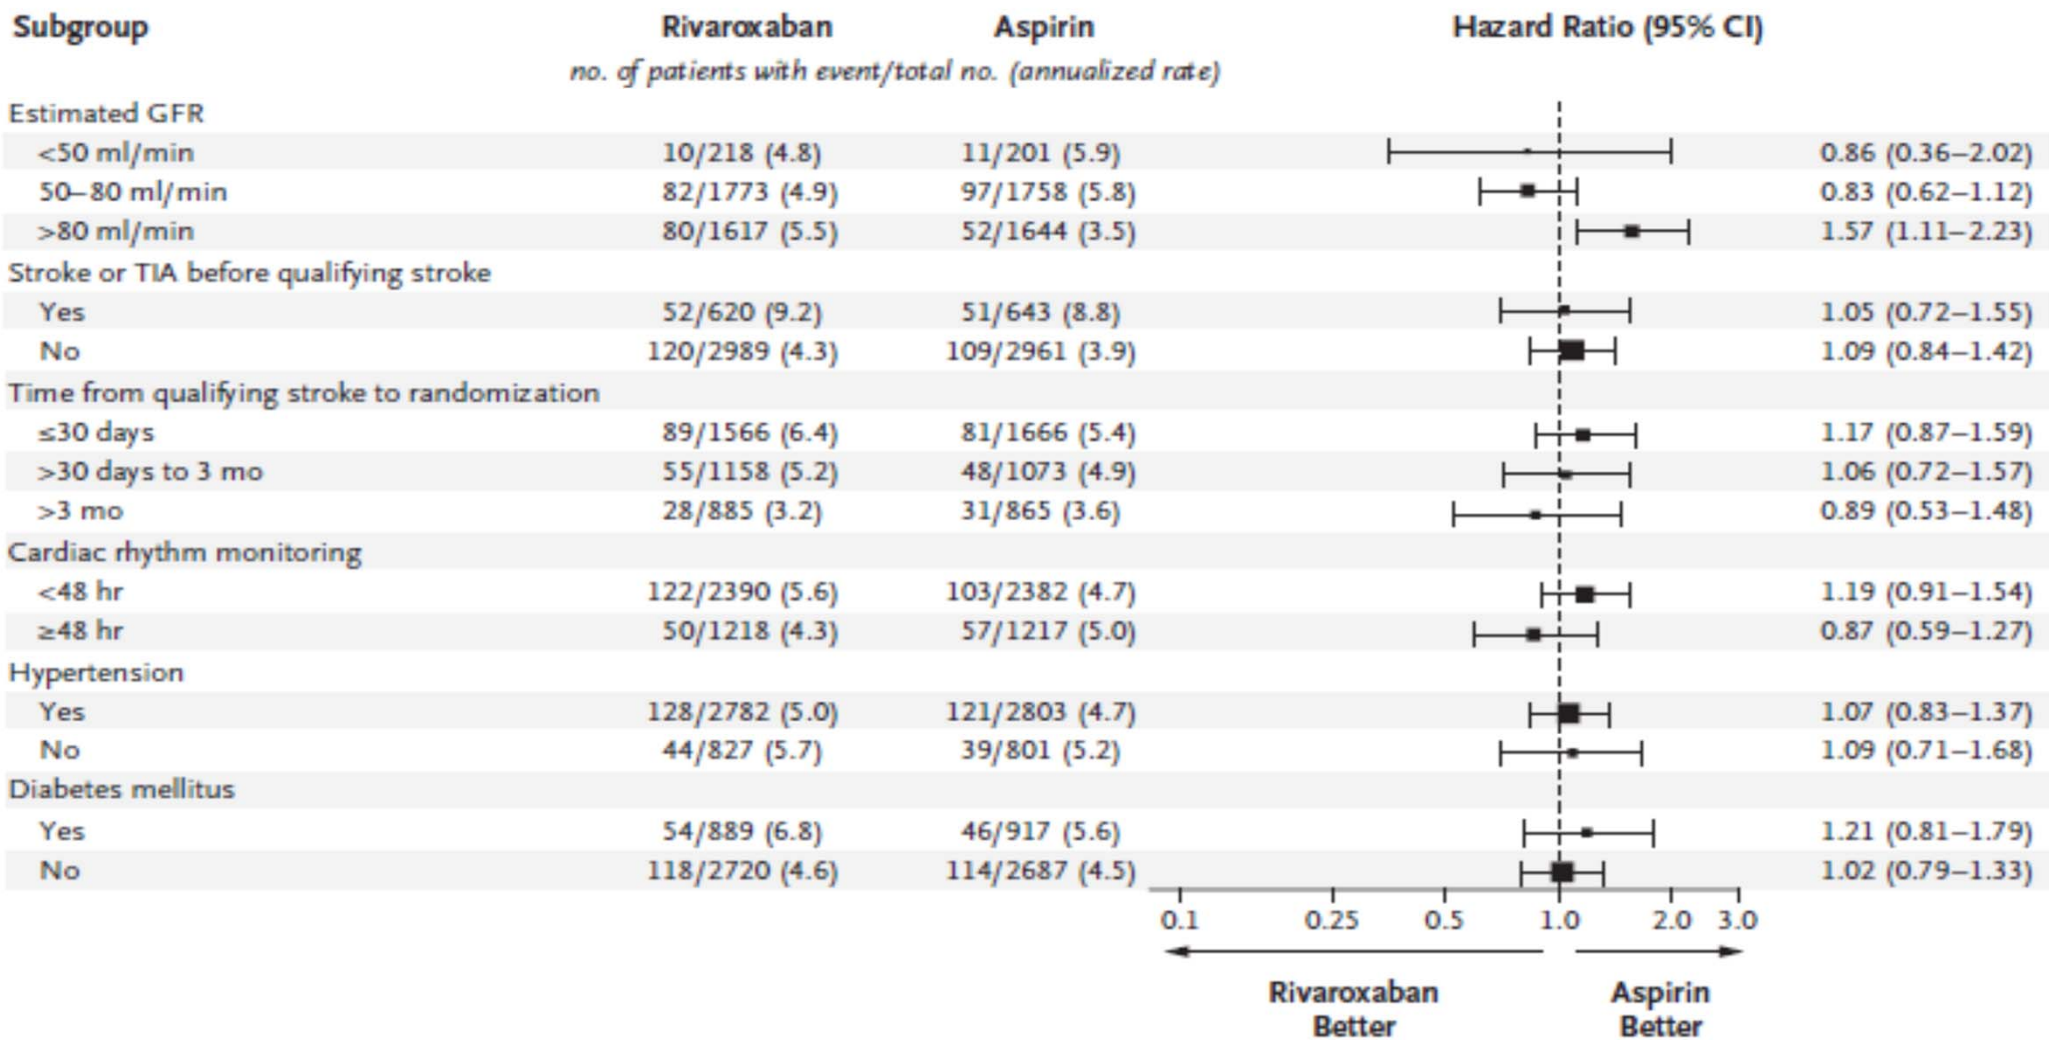 Subgroup Rivaroxaban Aspirin Hazard Ratio (95% CI)
no. of patients with event/total no. (annualized rate)
Estimated GFR
<50 ml/min 10/218 (4.8) 11/201 (5.9) 0.86 (0.36–2.02)
50–80 ml/min 82/1773 (4.9) 97/1758 (5.8) 0.83 (0.62–1.12)
>80 ml/min 80/1617 (5.5) 52/1644 (3.5) 1.57 (1.11–2.23)
Stroke or TIA before qualifying stroke
Yes 52/620 (9.2) 51/643 (8.8) 1.05 (0.72–1.55)
No 120/2989 (4.3) 109/2961 (3.9) 1.09 (0.84–1.42)
Time from qualifying stroke to randomization
≤30 days 89/1566 (6.4) 81/1666 (5.4) 1.17 (0.87–1.59)
>30 days to 3 mo 55/1158 (5.2) 48/1073 (4.9) 1.06 (0.72–1.57)
>3 mo 28/885 (3.2) 31/865 (3.6) 0.89 (0.53–1.48)
Cardiac rhythm monitoring
<48 hr 122/2390 (5.6) 103/2382 (4.7) 1.19 (0.91–1.54)
≥48 hr 50/1218 (4.3) 57/1217 (5.0) 0.87 (0.59–1.27)
Hypertension
Yes 128/2782 (5.0) 121/2803 (4.7) 1.07 (0.83–1.37)
No 44/827 (5.7) 39/801 (5.2) 1.09 (0.71–1.68)
Diabetes mellitus
Yes 54/889 (6.8) 46/917 (5.6) 1.21 (0.81–1.79)
No 118/2720 (4.6) 114/2687 (4.5) 1.02 (0.79–1.33)
0.1 0.25 0.5 1.0 2.0 3.0
Rivaroxaban Aspirin
Better Better